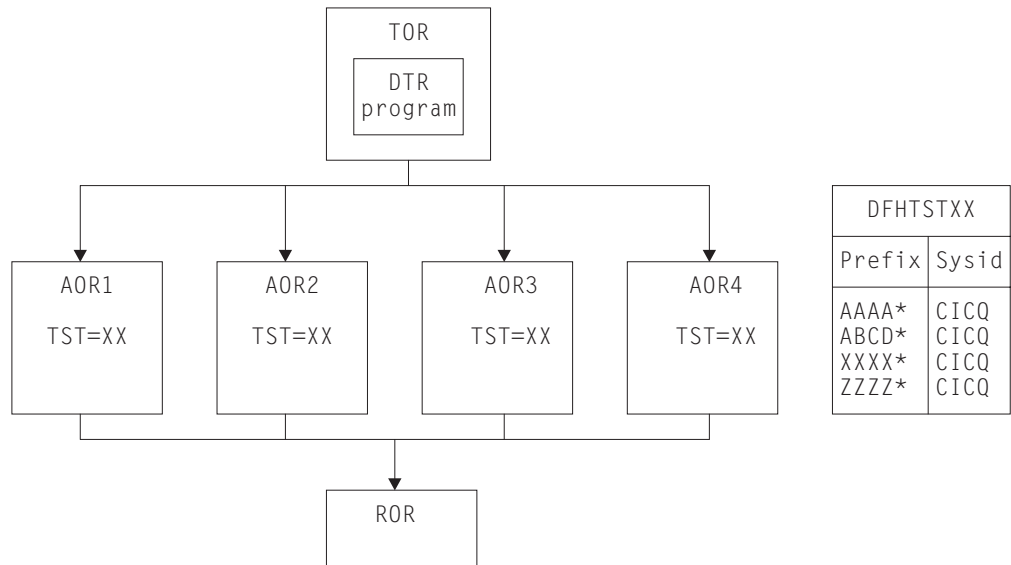 TOR
DTR
program
AOR1
TST=XX
AOR2
TST=XX
AOR3
TST=XX
AOR4
TST=XX
DFHTSTXX
Prefix Sysid
AAAA* CICQ
ABCD* CICQ
XXXX* CICQ
ZZZZ* CICQ
ROR